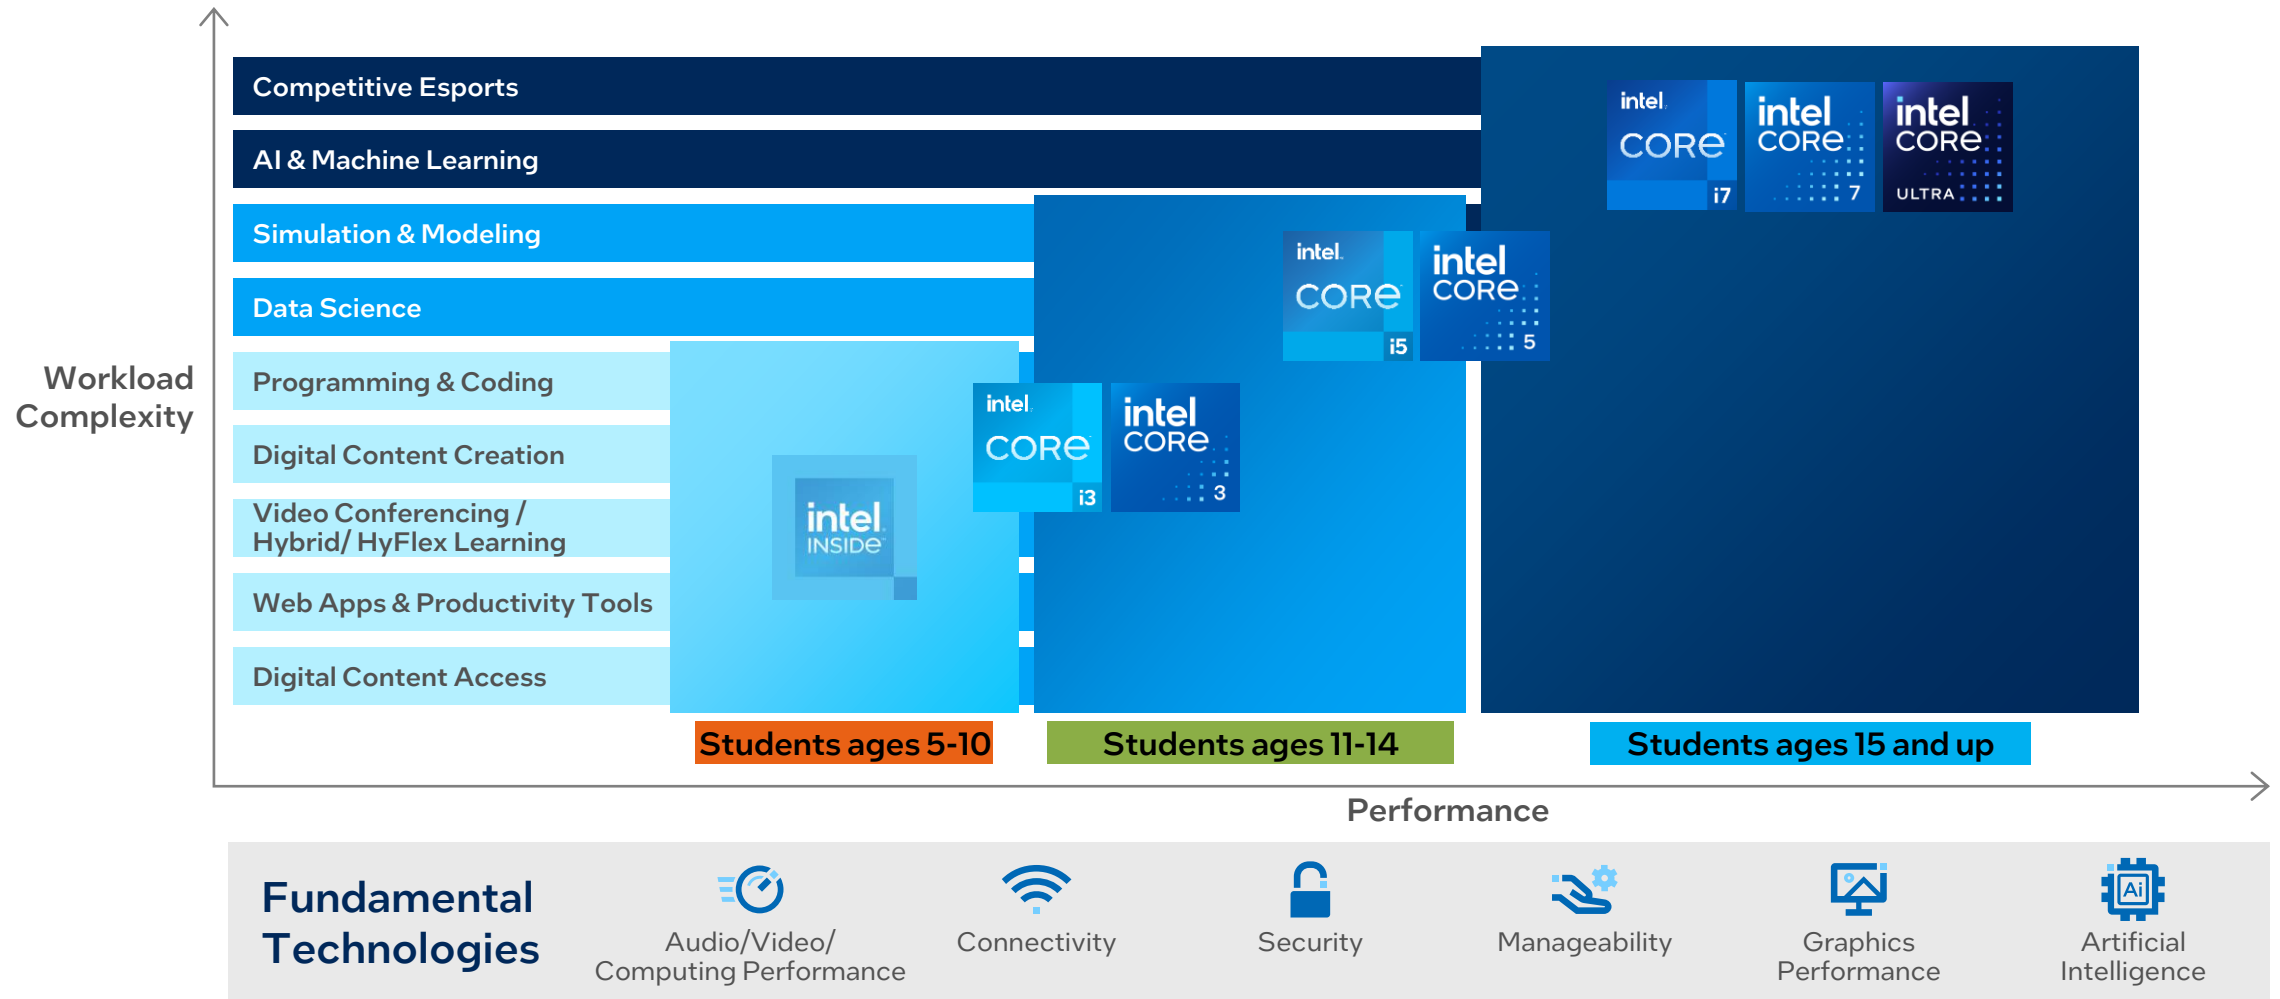 Competitive Esports
AI & Machine Learning
Simulation & Modeling
Data Science
Programming & Coding
Digital Content Creation
Video Conferencing /
Hybrid/ HyFlex Learning
Web Apps & Productivity Tools
Digital Content Access
Workload
Complexity
intel
INSIDE
intel
CORE
i3
intel
CORE
3
intel
CORE
i5
intel
CORE
5
intel
CORE
i7
intel
CORE
7
intel
CORE
ULTRA
Students ages 5-10
Students ages 11-14
Students ages 15 and up
Performance
Fundamental
Technologies
Audio/Video/
Computing Performance
Connectivity
Security
Manageability
Graphics
Performance
Ai
Artificial
Intelligence